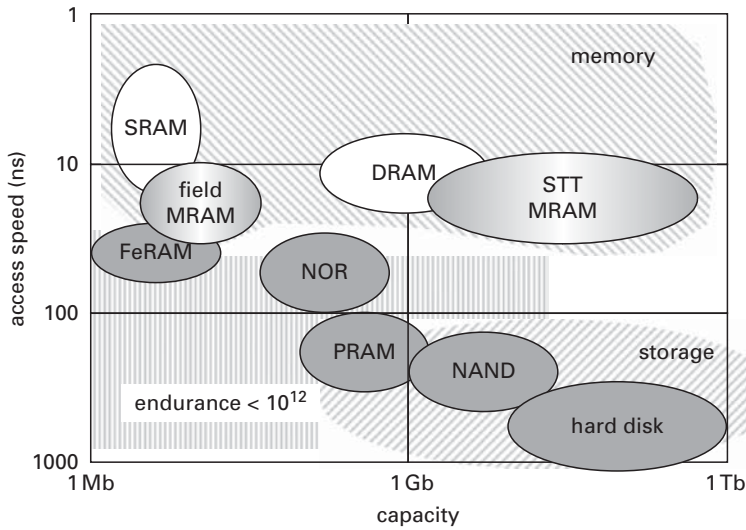 1
memory
SRAM
10
DRAM
STT
MRAM
field
MRAM
access speed (ns)
FeRAM
NOR
100
PRAM
NAND
storage
endurance < 10¹²
hard disk
1000
1 Mb
1 Gb
1 Tb
capacity